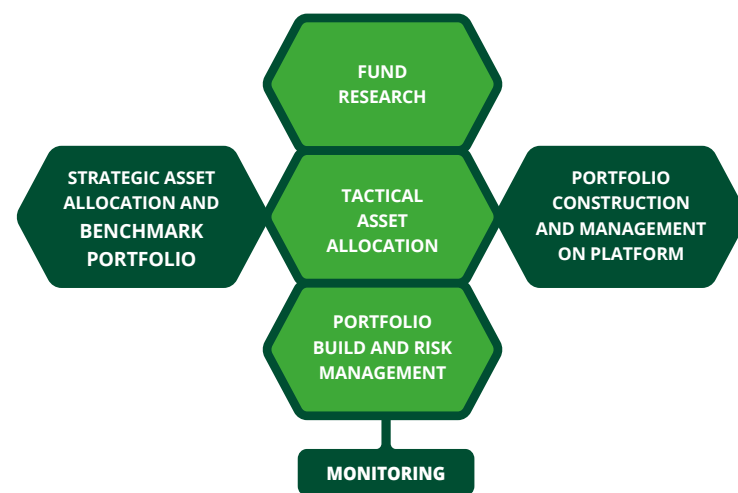 FUND
RESEARCH
STRATEGIC ASSET
ALLOCATION AND
BENCHMARK
PORTFOLIO
TACTICAL
ASSET
ALLOCATION
PORTFOLIO
CONSTRUCTION
AND MANAGEMENT
ON PLATFORM
PORTFOLIO
BUILD AND RISK
MANAGEMENT
MONITORING